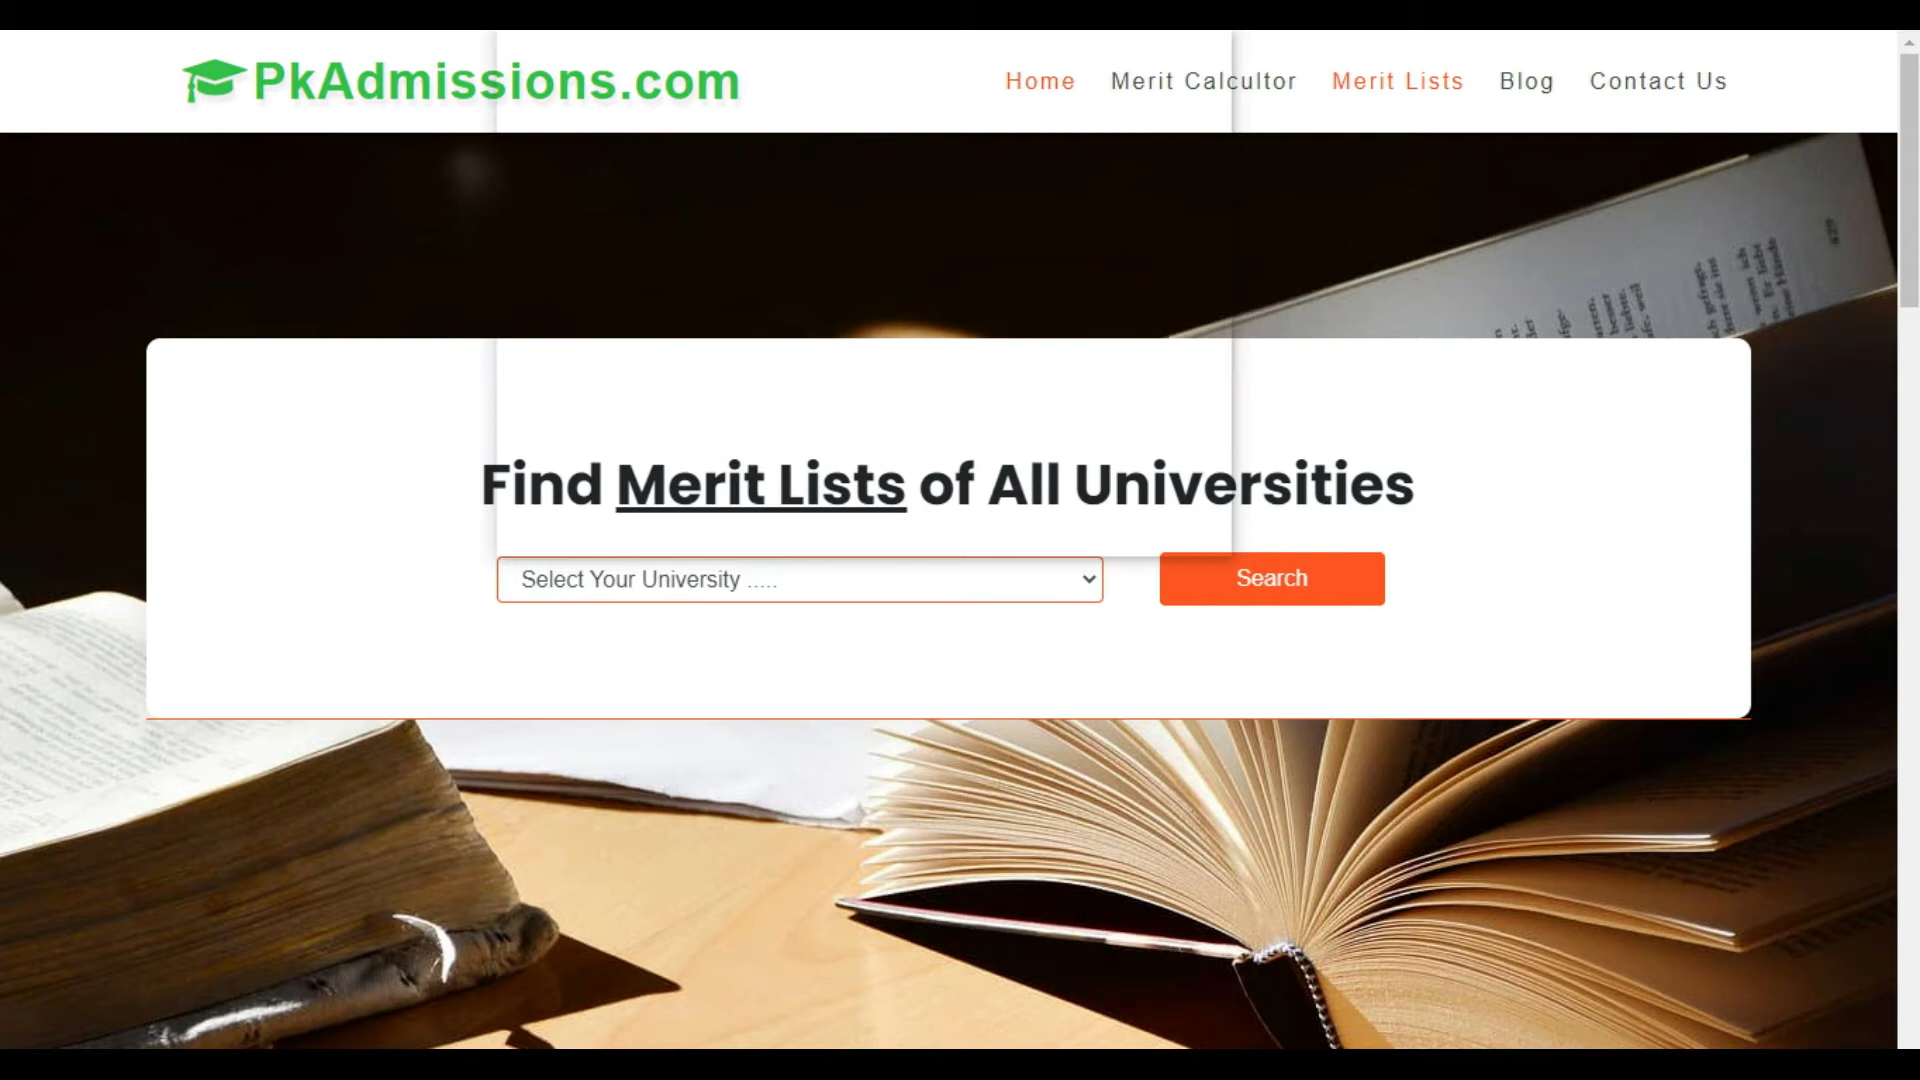 PkAdmissions.com
Home Merit Calcultor Merit Lists Blog Contact Us
Find Merit Lists of All Universities
Select Your University .....
Search